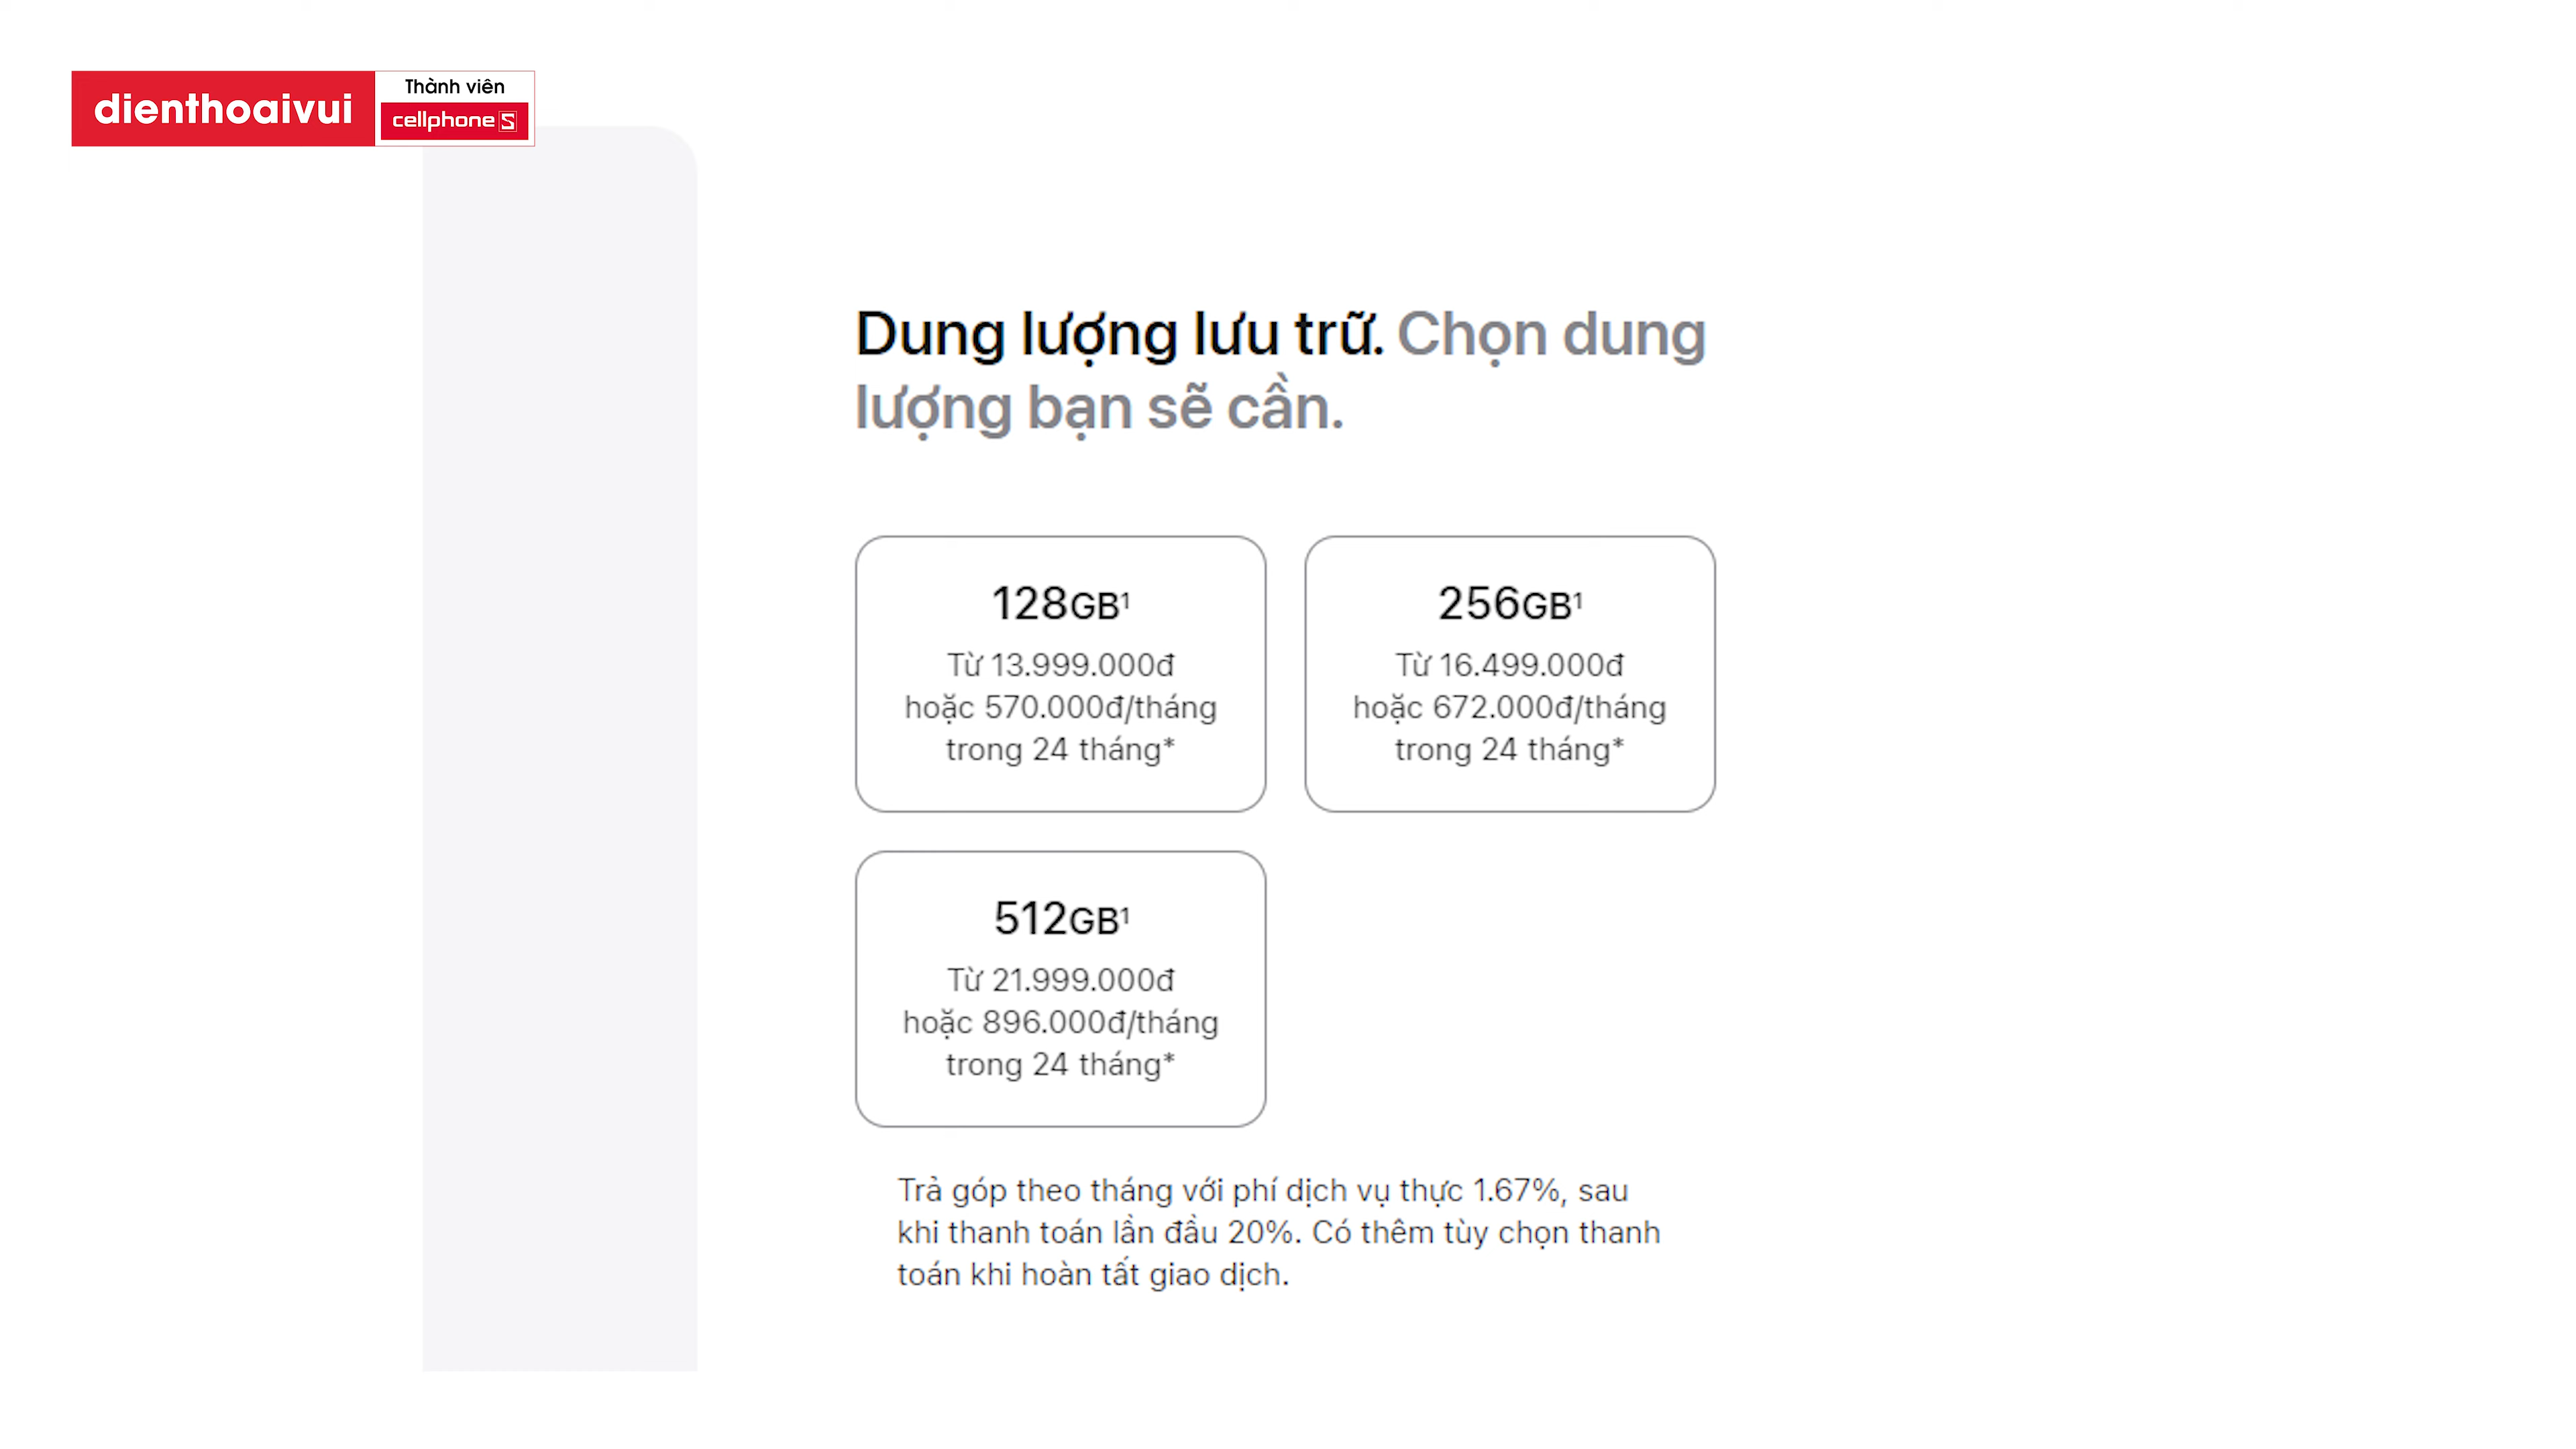 dienthoaivui
Thành viên
cellphoneS
Dung lượng lưu trữ. Chọn dung
lượng bạn sẽ cần.
128GB¹
Từ 13.999.000đ
hoặc 570.000đ/tháng
trong 24 tháng*
256GB¹
Từ 16.499.000đ
hoặc 672.000đ/tháng
trong 24 tháng*
512GB¹
Từ 21.999.000đ
hoặc 896.000đ/tháng
trong 24 tháng*
Trả góp theo tháng với phí dịch vụ thực 1.67%, sau
khi thanh toán lần đầu 20%. Có thêm tùy chọn thanh
toán khi hoàn tất giao dịch.